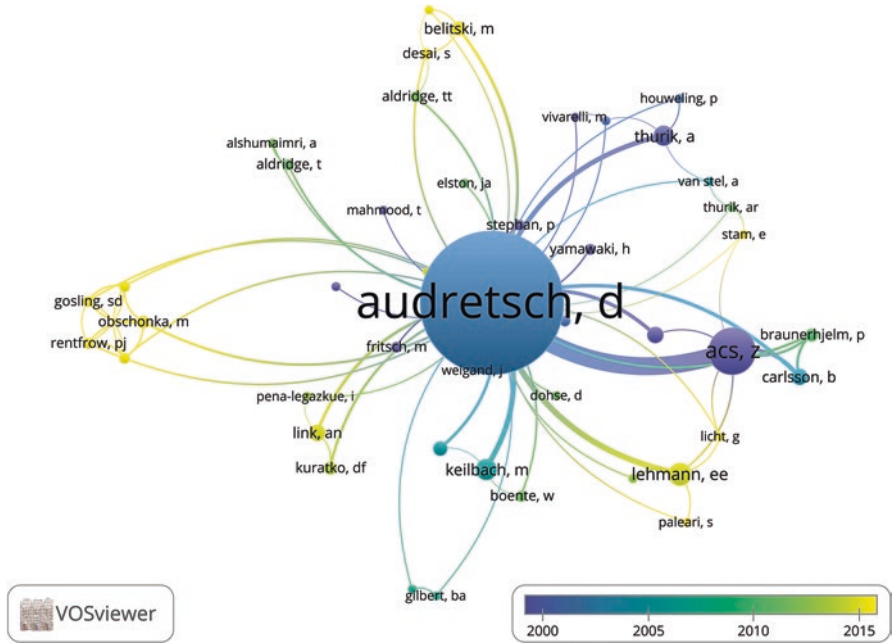 belitski, m
desai, s
aldridge, tt
houweling, p
vivarelli, m
thurik, a
alshumaimri, a
aldridge, t
elston, ja
van stel, a
mahmood, t
thurik, ar
stephan, p
stam, e
yamawaki, h
audretsch, d
gosling, sd
obschonka, m
rentfrow, pj
fritsch, m
braunerhjelm, p
acs, z
weigand, j
carlsson, b
pena-legazkue, i
dohse, d
link, an
licht, g
kuratko, df
keilbach, m
lehmann, ee
boente, w
paleari, s
gilbert, ba
VOSviewer
2000 2005 2010 2015